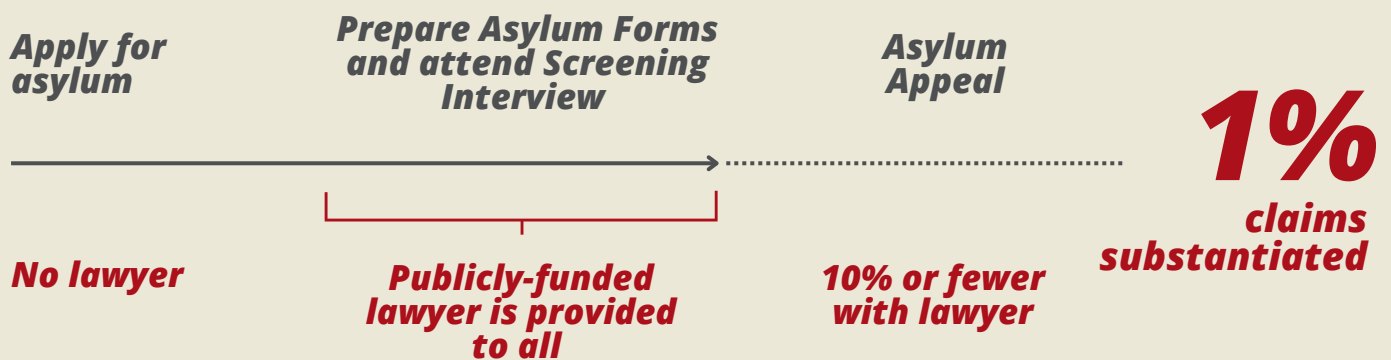 Apply for
asylum
Prepare Asylum Forms
and attend Screening
Interview
Asylum
Appeal
1%
claims
substantiated
No lawyer
Publicly-funded
lawyer is provided
to all
10% or fewer
with lawyer